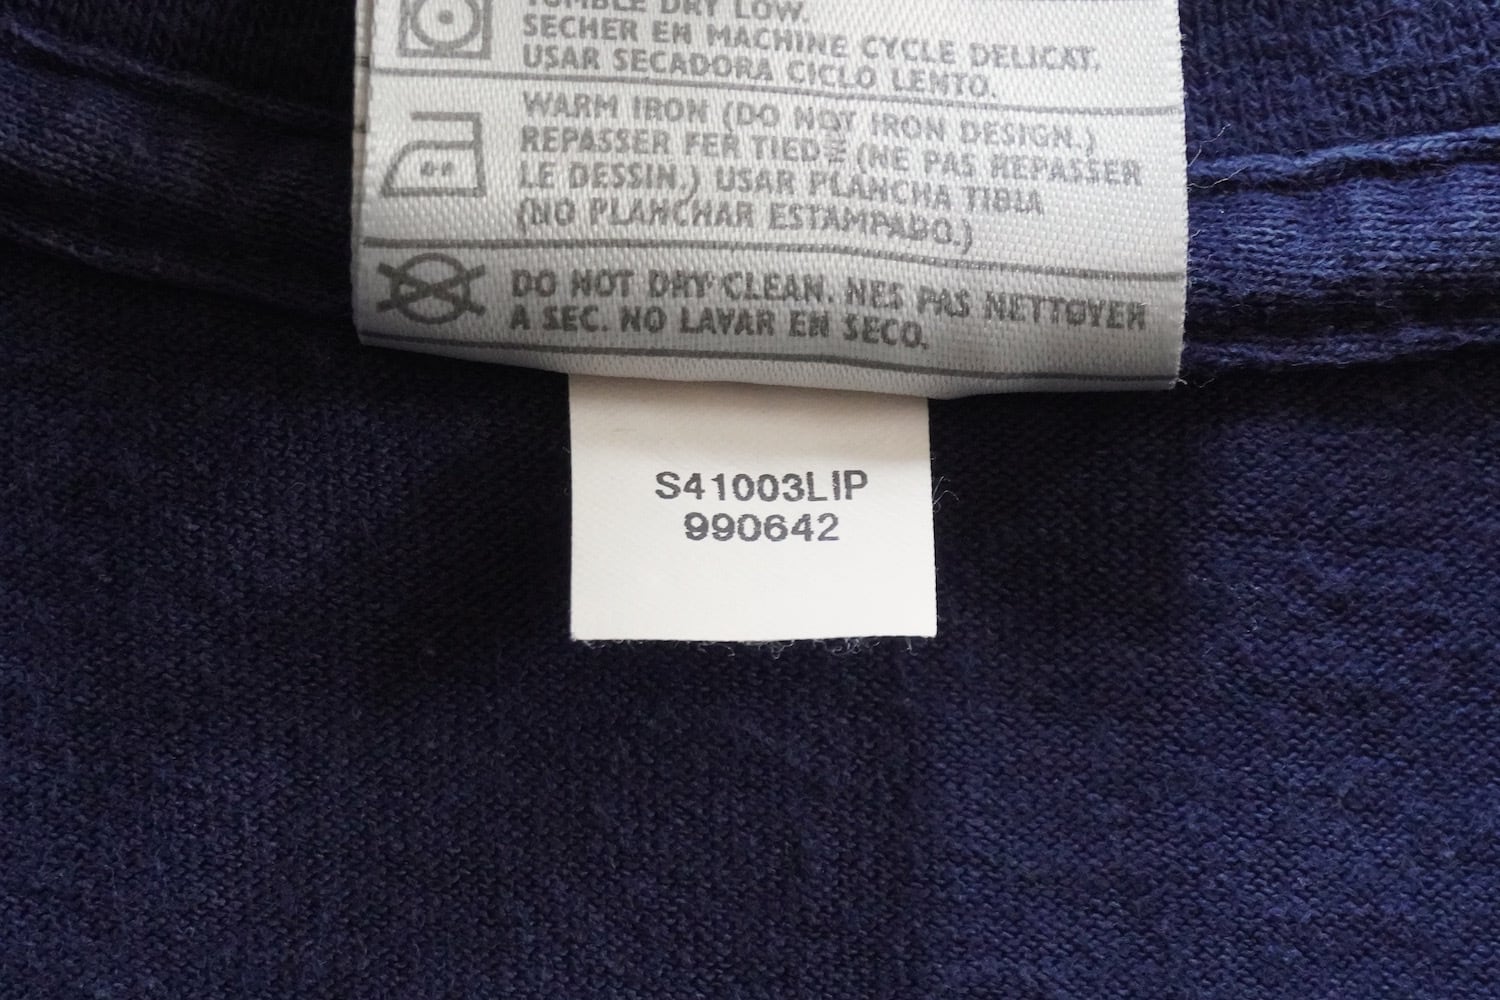 TUMBLE DRY LOW.
SECHER EN MACHINE CYCLE DELICAT.
USAR SECADORA CICLO LENTO.
WARM IRON (DO NOT IRON DESIGN.)
REPASSER FER TIEDE (NE PAS REPASSER
LE DESSIN.) USAR PLANCHA TIBIA
(NO PLANCHAR ESTAMPADO.)
DO NOT DRY CLEAN. NES PAS NETTOYER
A SEC. NO LAVAR EN SECO.
S41003LIP
990642